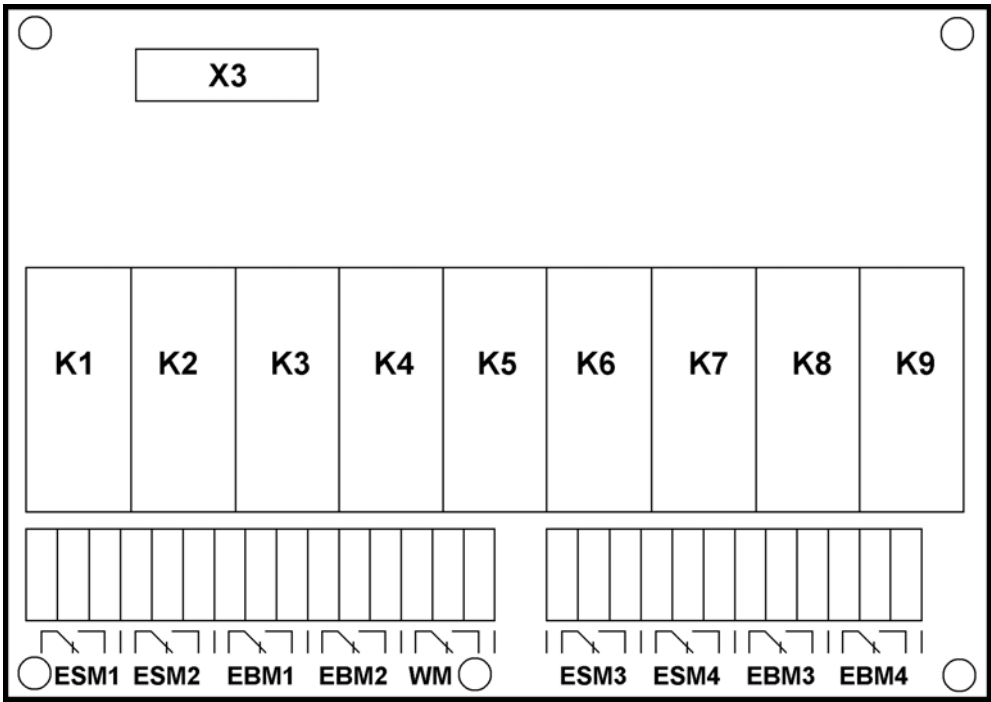 X3
K1 K2 K3 K4 K5 K6 K7 K8 K9
ESM1 ESM2 EBM1 EBM2 WM ESM3 ESM4 EBM3 EBM4